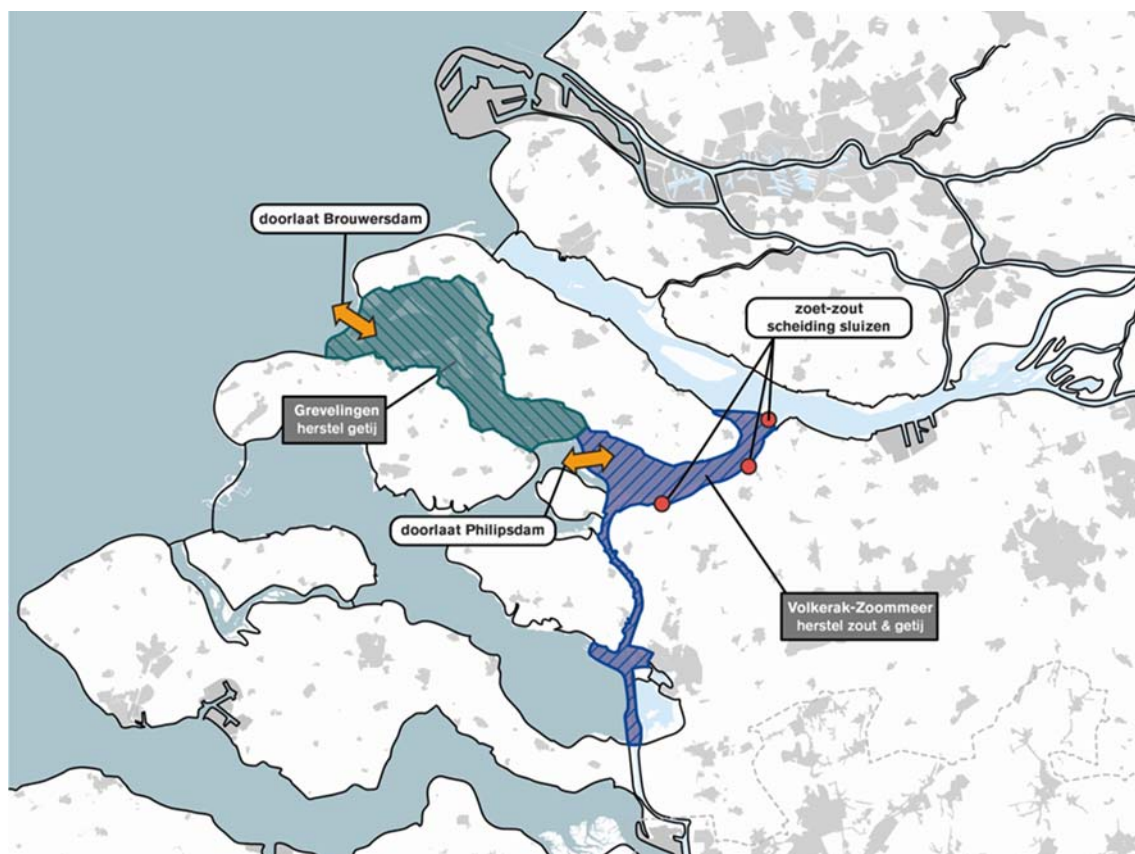 doorlaat Brouwersdam
zoet-zout
scheiding sluizen
Grevelingen
herstel getij
doorlaat Philipsdam
Volkerak-Zoommeer
herstel zout & getij